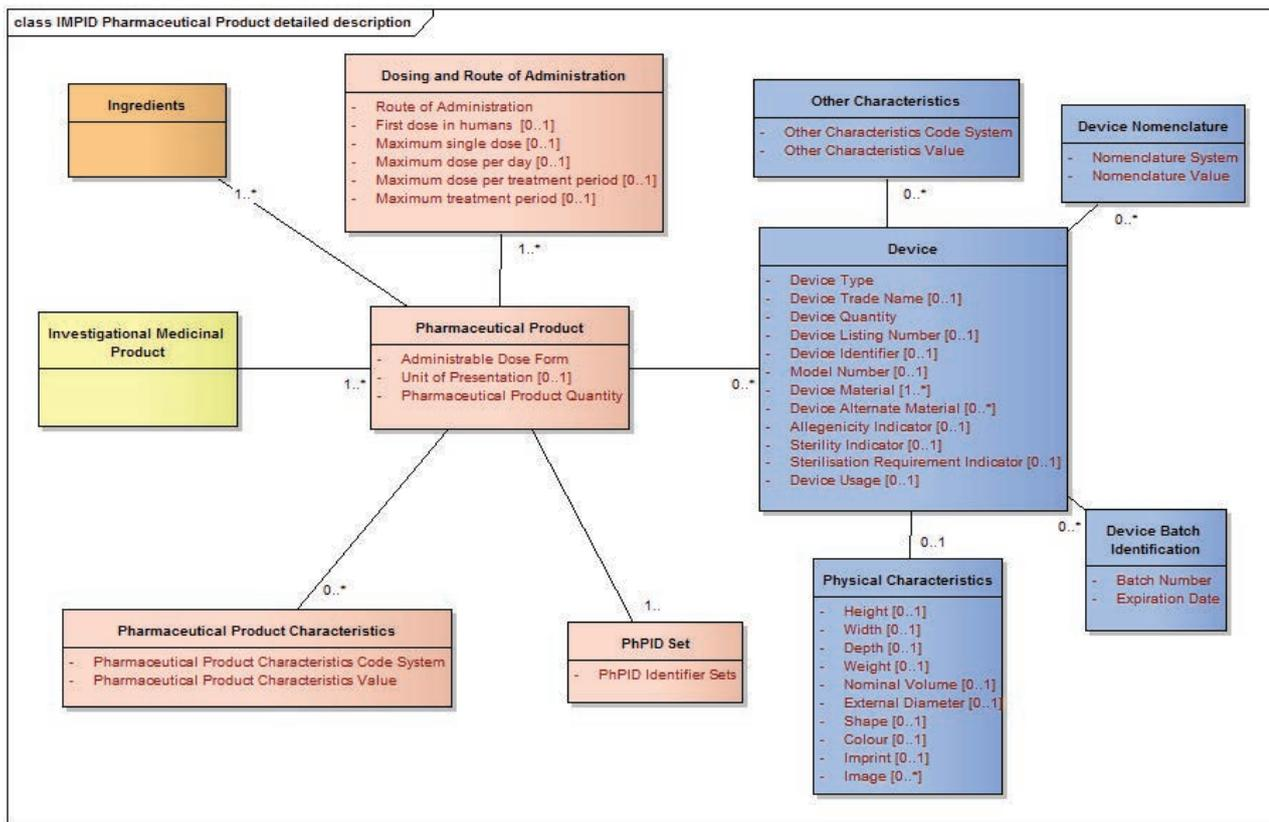 class IMPID Pharmaceutical Product detailed description
Ingredients
1..*
Dosing and Route of Administration
- Route of Administration
- First dose in humans [0..1]
- Maximum single dose [0..1]
- Maximum dose per day [0..1]
- Maximum dose per treatment period [0..1]
- Maximum treatment period [0..1]
1..*
Other Characteristics
- Other Characteristics Code System
- Other Characteristics Value
0..*
Device Nomenclature
- Nomenclature System
- Nomenclature Value
0..*
Investigational Medicinal
Product
1..*
Pharmaceutical Product
- Administrable Dose Form
- Unit of Presentation [0..1]
- Pharmaceutical Product Quantity
0..*
Device
- Device Type
- Device Trade Name [0..1]
- Device Quantity
- Device Listing Number [0..1]
- Device Identifier [0..1]
- Model Number [0..1]
- Device Material [1..*]
- Device Alternate Material [0..*]
- Allegenicity Indicator [0..1]
- Sterility Indicator [0..1]
- Sterilisation Requirement Indicator [0..1]
- Device Usage [0..1]
0..*
Device Batch
Identification
- Batch Number
- Expiration Date
0..1
Physical Characteristics
- Height [0..1]
- Width [0..1]
- Depth [0..1]
- Weight [0..1]
- Nominal Volume [0..1]
- External Diameter [0..1]
- Shape [0..1]
- Colour [0..1]
- Imprint [0..1]
- Image [0..*]
0..*
Pharmaceutical Product Characteristics
- Pharmaceutical Product Characteristics Code System
- Pharmaceutical Product Characteristics Value
1..
PhPID Set
- PhPID Identifier Sets